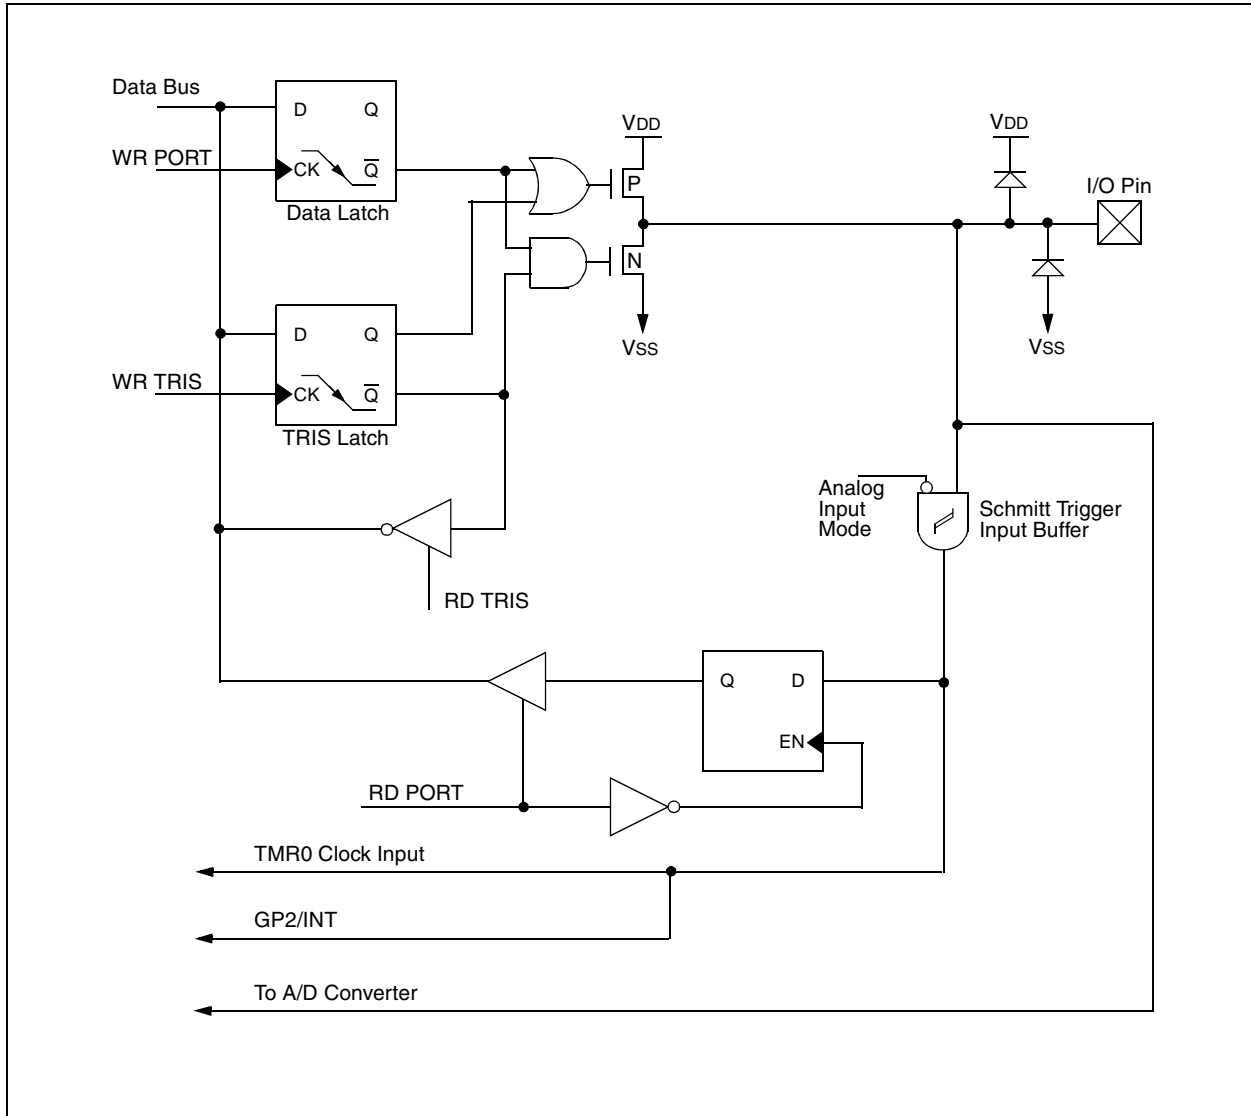 Data Bus
D Q
WR PORT
CK Q
Data Latch
VDD
P
N
VSS
VDD
I/O Pin
VSS
D Q
WR TRIS
CK Q
TRIS Latch
Analog
Input
Mode
Schmitt Trigger
Input Buffer
RD TRIS
Q D
EN
RD PORT
TMR0 Clock Input
GP2/INT
To A/D Converter